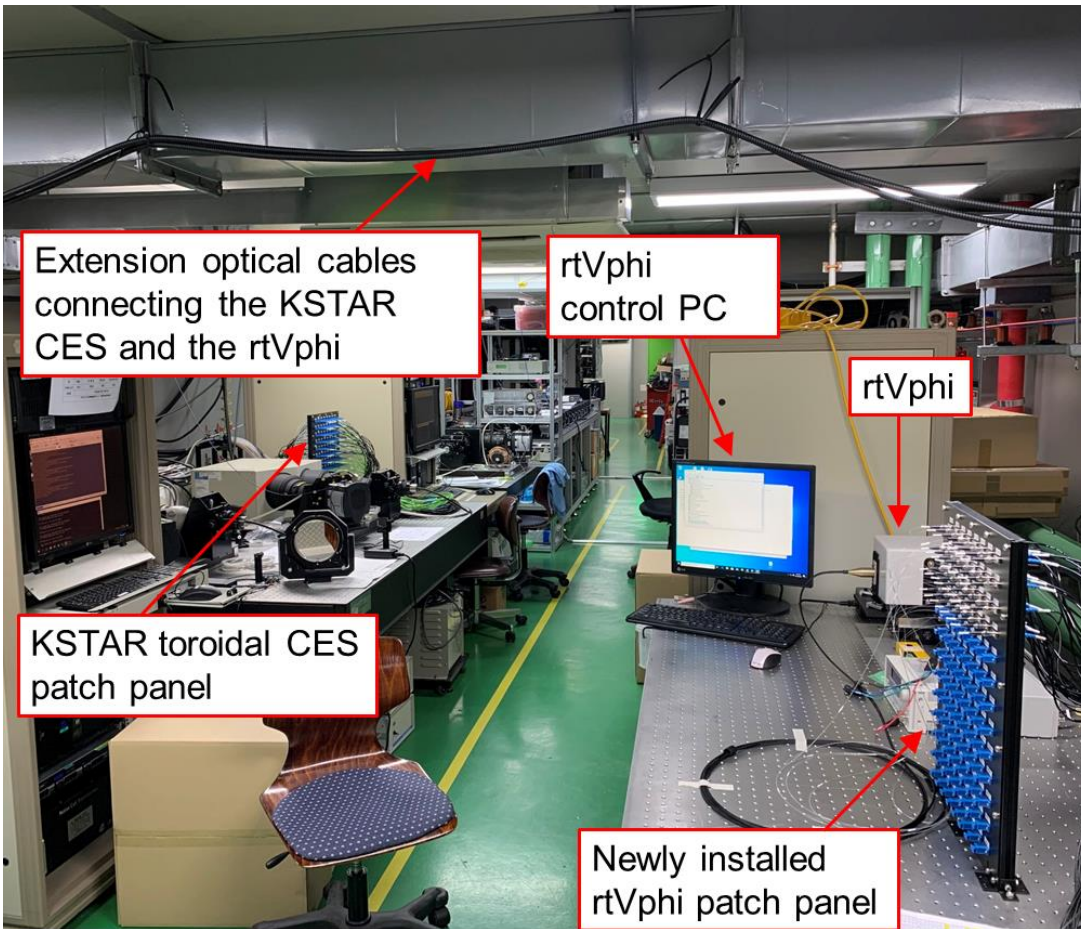 Extension optical cables
connecting the KSTAR
CES and the rtVphi
rtVphi
control PC
rtVphi
KSTAR toroidal CES
patch panel
Newly installed
rtVphi patch panel